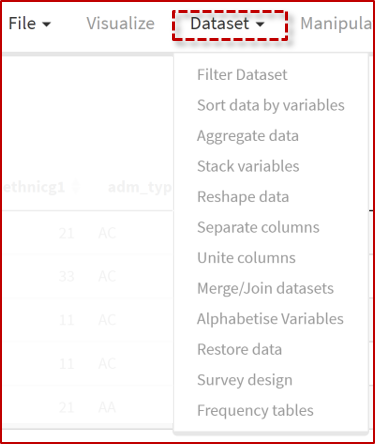 File Visualize Dataset Manipula
Filter Dataset
Sort data by variables
Aggregate data
ethnicg1 adm_typ Stack variables
Reshape data
21 AC Separate columns
Unite columns
33 AC Merge/Join datasets
11 AC Alphabetise Variables
11 AC Restore data
Survey design
21 AA Frequency tables